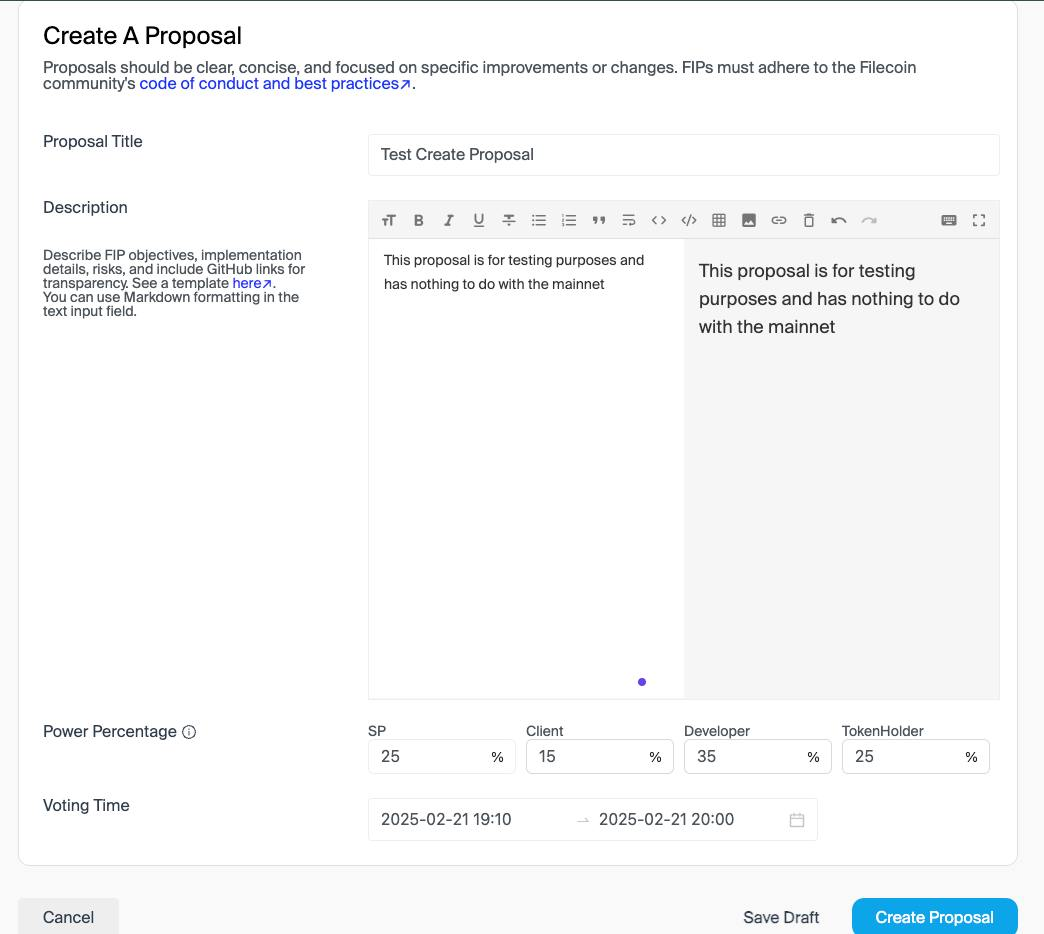 Create A Proposal
Proposals should be clear, concise, and focused on specific improvements or changes. FIPs must adhere to the Filecoin
community's code of conduct and best practices↗.
Proposal Title
Test Create Proposal
Description
Describe FIP objectives, implementation
details, risks, and include GitHub links for
transparency. See a template here↗.
You can use Markdown formatting in the
text input field.
This proposal is for testing purposes and
has nothing to do with the mainnet
This proposal is for testing
purposes and has nothing to do
with the mainnet
Power Percentage
SP Client Developer TokenHolder
25 % 15 % 35 % 25 %
Voting Time
2025-02-21 19:10 → 2025-02-21 20:00
Cancel Save Draft Create Proposal